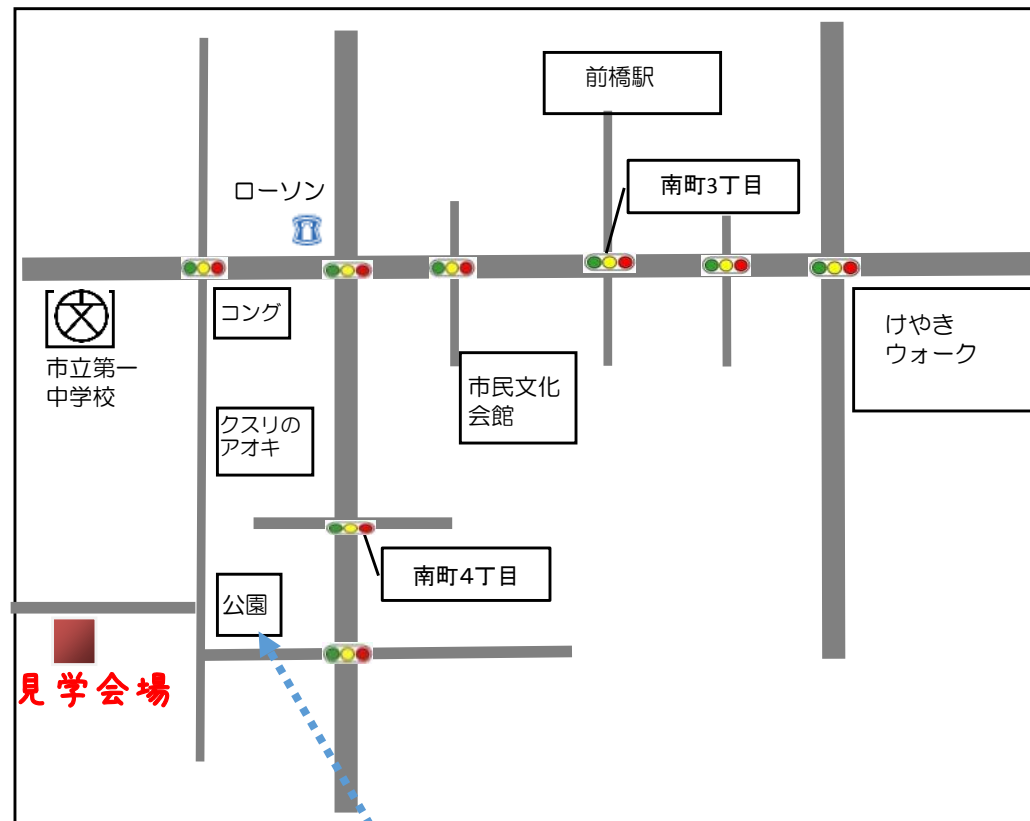 前橋駅
南町3丁目
ローソン
コング
けやき
ウォーク
市立第一
中学校
市民文化
会館
クスリの
アオキ
南町4丁目
公園
見学会場